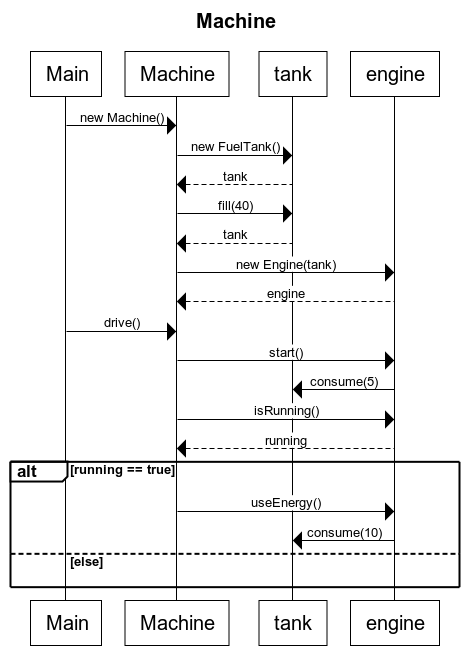 Machine
Main Machine tank engine
new Machine()
new FuelTank()
tank
fill(40)
tank
new Engine(tank)
engine
drive()
start()
consume(5)
isRunning()
running
alt [running == true]
useEnergy()
consume(10)
[else]
Main Machine tank engine